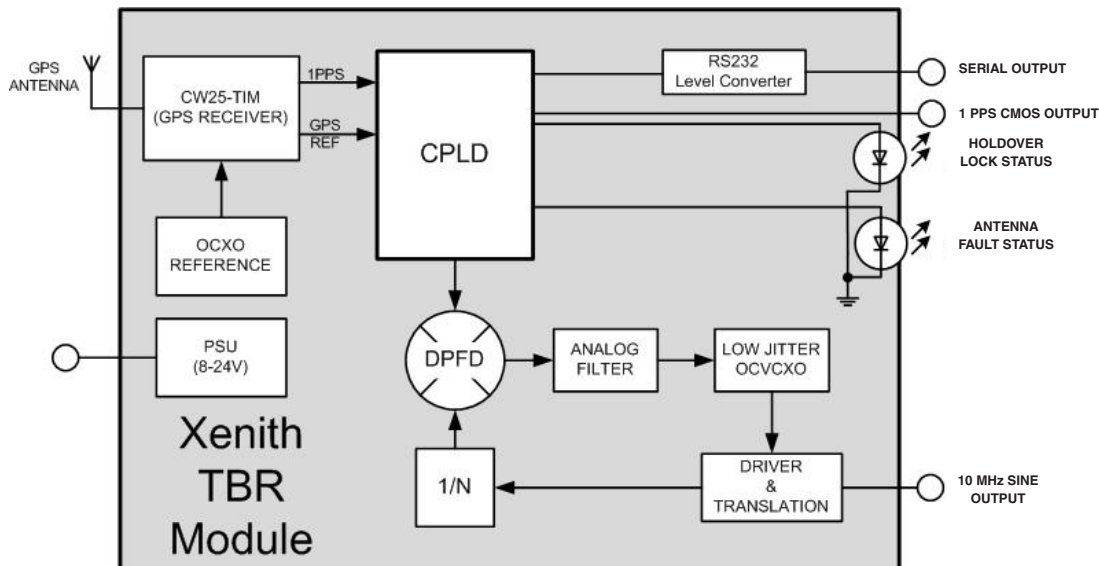 GPS
ANTENNA
CW25-TIM
(GPS RECEIVER)
1PPS
GPS
REF
CPLD
RS232
Level Converter
SERIAL OUTPUT
1 PPS CMOS OUTPUT
HOLDOVER
LOCK STATUS
ANTENNA
FAULT STATUS
OCXO
REFERENCE
PSU
(8-24V)
DPFD
ANALOG
FILTER
LOW JITTER
OCVCXO
Xenith
TBR
Module
1/N
DRIVER
&
TRANSLATION
10 MHz SINE
OUTPUT